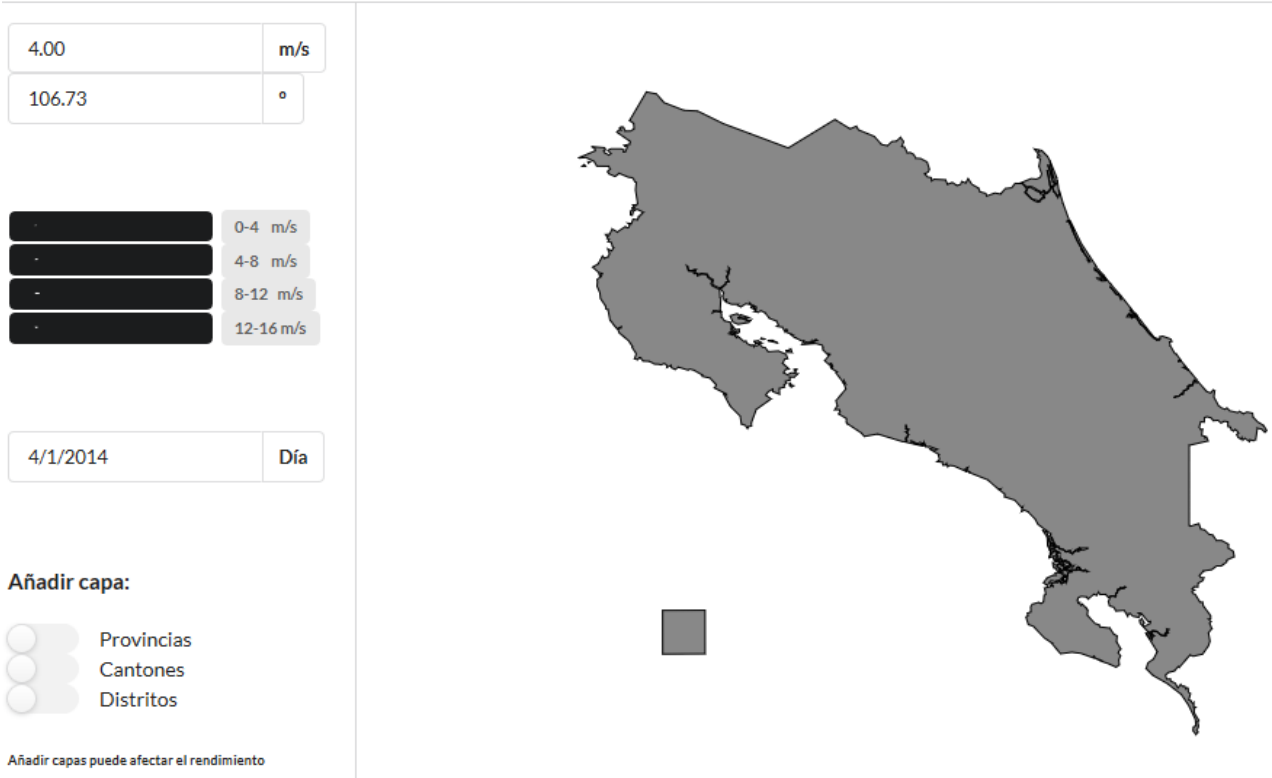 4.00 m/s
106.73 º
0-4 m/s
4-8 m/s
8-12 m/s
12-16 m/s
4/1/2014 Día
Añadir capa:
Provincias
Cantones
Distritos
Añadir capas puede afectar el rendimiento